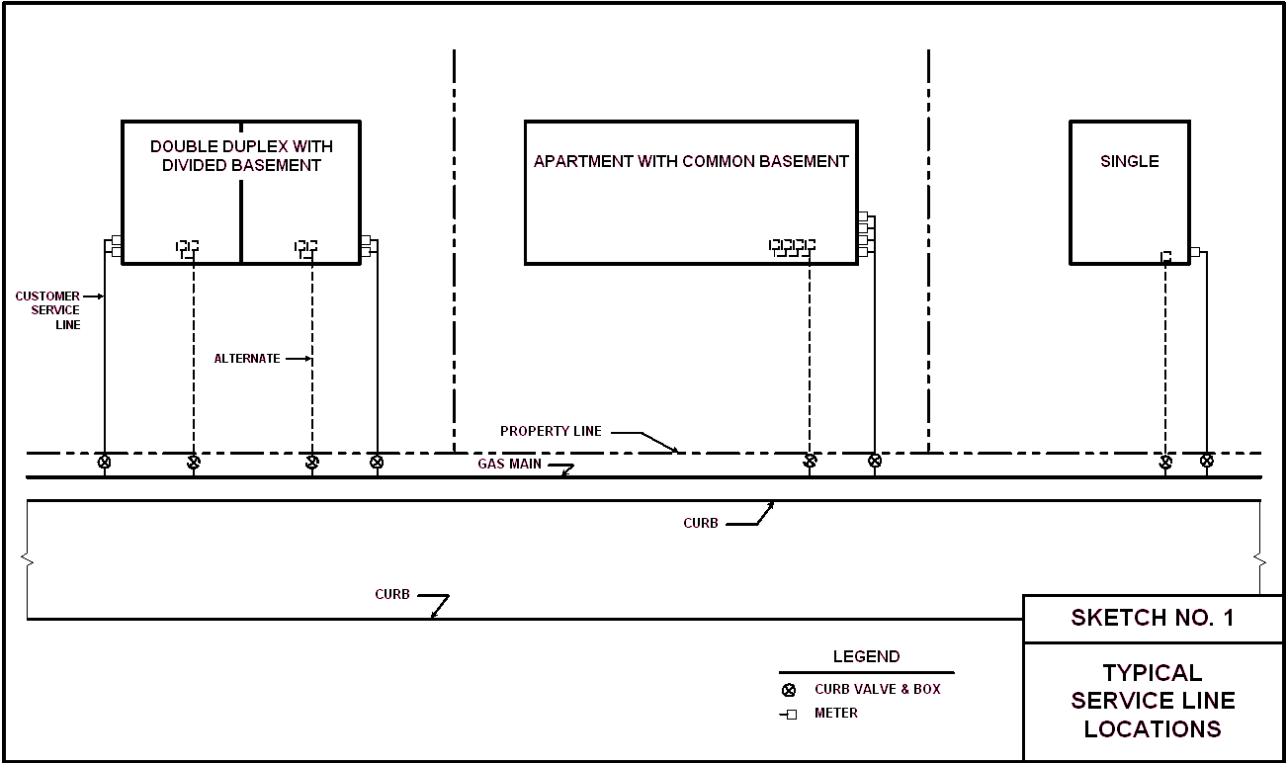 DOUBLE DUPLEX WITH
DIVIDED BASEMENT
APARTMENT WITH COMMON BASEMENT
SINGLE
CUSTOMER
SERVICE
LINE
ALTERNATE
PROPERTY LINE
GAS MAIN
CURB
CURB
LEGEND
CURB VALVE & BOX
METER
SKETCH NO. 1
TYPICAL
SERVICE LINE
LOCATIONS